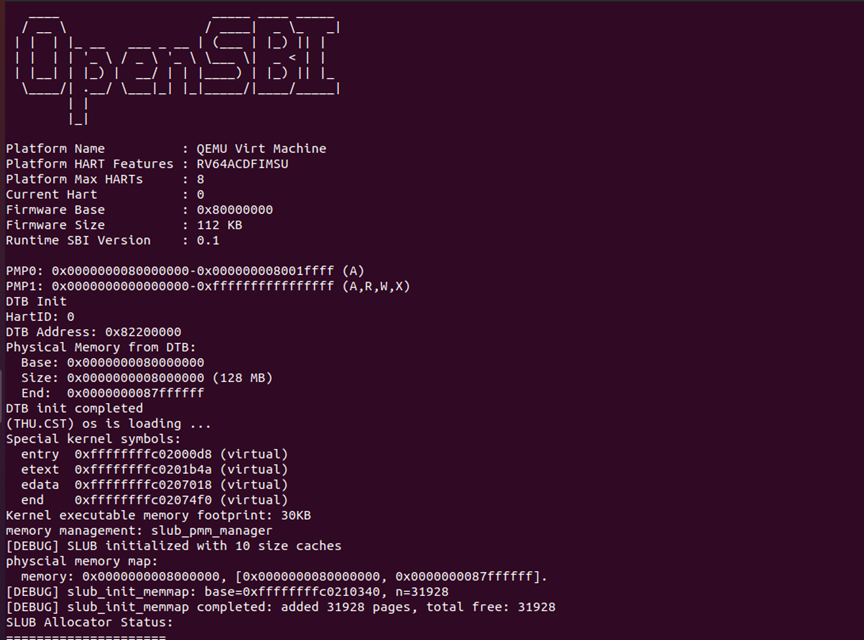 OpenSBI
Platform Name          : QEMU Virt Machine
Platform HART Features : RV64ACDFIMSU
Platform Max HARTs     : 8
Current Hart           : 0
Firmware Base          : 0x80000000
Firmware Size          : 112 KB
Runtime SBI Version    : 0.1
PMP0: 0x0000000080000000-0x000000008001ffff (A)
PMP1: 0x0000000000000000-0xffffffffffffffff (A,R,W,X)
DTB Init
HartID: 0
DTB Address: 0x82200000
Physical Memory from DTB:
  Base: 0x0000000080000000
  Size: 0x0000000008000000 (128 MB)
  End:  0x0000000087ffffff
DTB init completed
(THU.CST) os is loading ...
Special kernel symbols:
  entry  0xffffffffc02000d8 (virtual)
  etext  0xffffffffc0201b4a (virtual)
  edata  0xffffffffc0207018 (virtual)
  end    0xffffffffc02074f0 (virtual)
Kernel executable memory footprint: 30KB
memory management: slub_pmm_manager
[DEBUG] SLUB initialized with 10 size caches
physcial memory map:
  memory: 0x0000000008000000, [0x0000000080000000, 0x0000000087ffffff].
[DEBUG] slub_init_memmap: base=0xffffffffc0210340, n=31928
[DEBUG] slub_init_memmap completed: added 31928 pages, total free: 31928
SLUB Allocator Status:
=====================